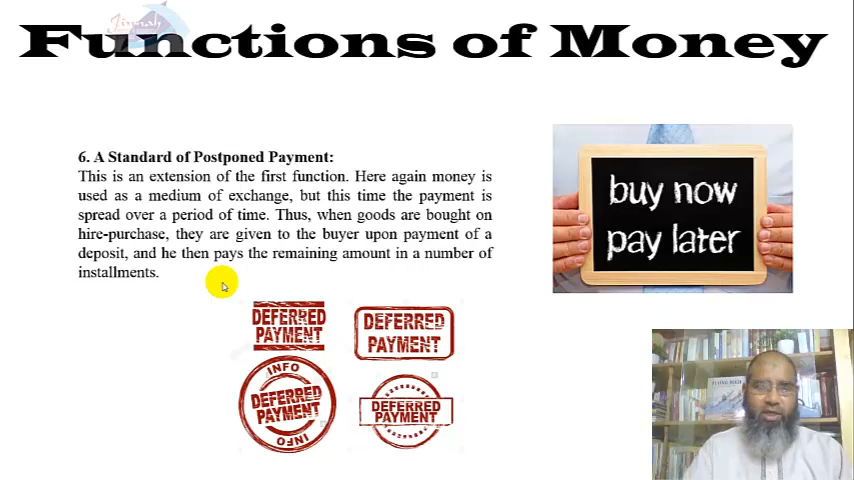 Jinnah
Functions of Money
6. A Standard of Postponed Payment:
This is an extension of the first function. Here again money is
used as a medium of exchange, but this time the payment is
spread over a period of time. Thus, when goods are bought on
hire-purchase, they are given to the buyer upon payment of a
deposit, and he then pays the remaining amount in a number of
installments.
buy now
pay later
DEFERRED
PAYMENT
DEFERRED
PAYMENT
INFO
DEFERRED
PAYMENT
INFO
DEFERRED
PAYMENT
FLYING HIGH